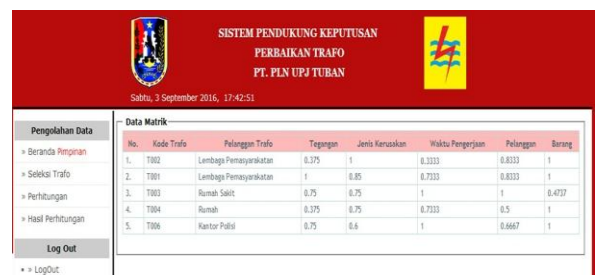 SISTEM PENDUKUNG KEPUTUSAN
PERBAIKAN TRAFO
PT. PLN UPJ TUBAN
Sabtu, 3 September 2016, 17:42:51
Pengolahan Data
» Beranda Pimpinan
» Seleksi Trafo
» Perhitungan
» Hasil Perhitungan
Log Out
» LogOut
Data Matrik
No. Kode Trafo Pelanggan Trafo Tegangan Jenis Kerusakan Waktu Pengerjaan Pelanggan Barang
1. T002 Lembaga Pemasyarakatan 0.375 1 0.3333 0.8333 1
2. T001 Lembaga Pemasyarakatan 1 0.85 0.7333 0.8333 1
3. T003 Rumah Sakit 0.75 0.75 1 1 0.4737
4. T004 Rumah 0.375 0.75 0.7333 0.5 1
5. T006 Kantor Polisi 0.75 0.6 1 0.6667 1